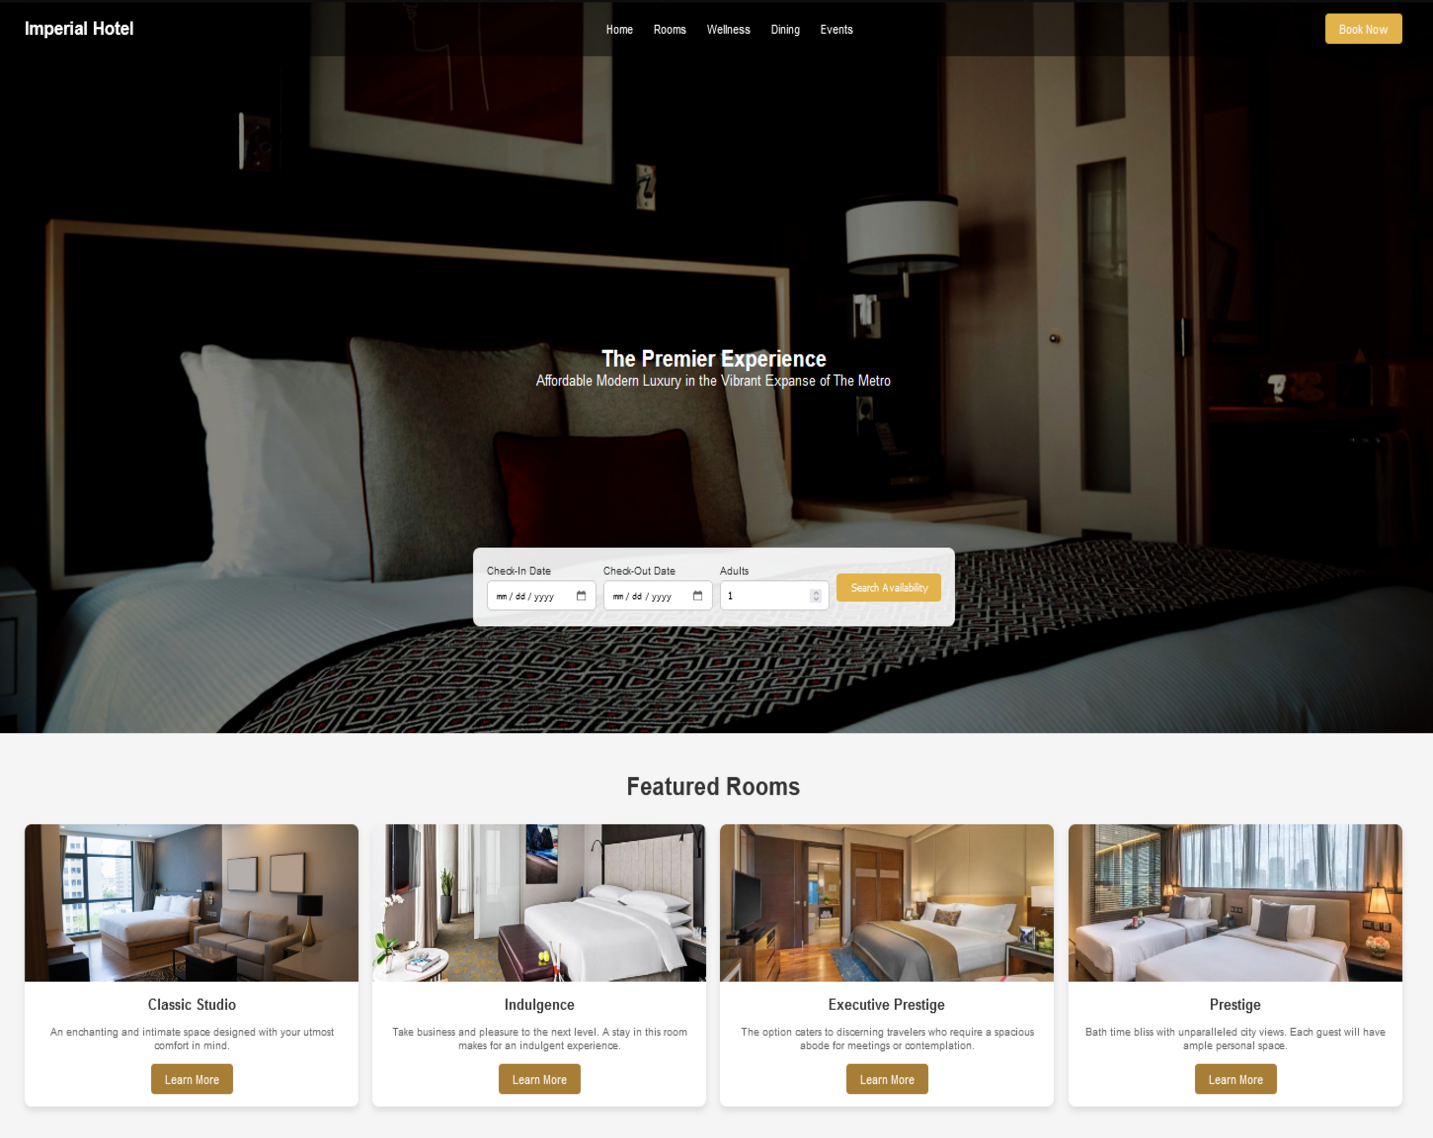 Imperial Hotel
Home Rooms Wellness Dining Events
Book Now
The Premier Experience
Affordable Modern Luxury in the Vibrant Expanse of The Metro
Check-In Date Check-Out Date Adults
mm / dd / yyyy mm / dd / yyyy 1 Search Availability
Featured Rooms
Classic Studio
An enchanting and intimate space designed with your utmost
comfort in mind.
Learn More
Indulgence
Take business and pleasure to the next level. A stay in this room
makes for an indulgent experience.
Learn More
Executive Prestige
The option caters to discerning travelers who require a spacious
abode for meetings or contemplation.
Learn More
Prestige
Bath time bliss with unparalleled city views. Each guest will have
ample personal space.
Learn More